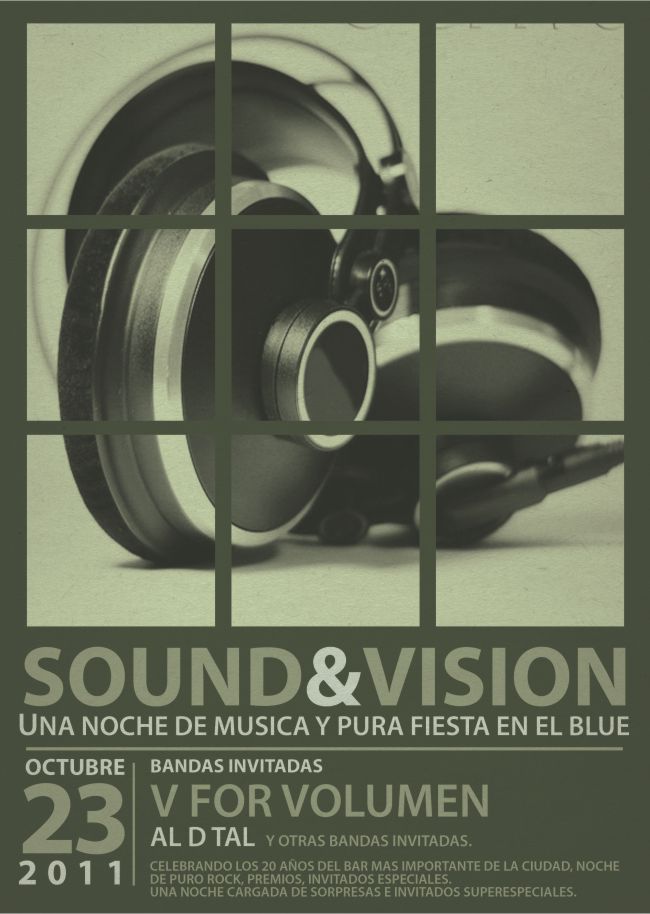 SOUND&VISION
UNA NOCHE DE MUSICA Y PURA FIESTA EN EL BLUE
OCTUBRE
23
2011
BANDAS INVITADAS
V FOR VOLUMEN
AL D TAL Y OTRAS BANDAS INVITADAS.
CELEBRANDO LOS 20 AÑOS DEL BAR MAS IMPORTANTE DE LA CIUDAD, NOCHE
DE PURO ROCK, PREMIOS, INVITADOS ESPECIALES.
UNA NOCHE CARGADA DE SORPRESAS E INVITADOS SUPERESPECIALES.